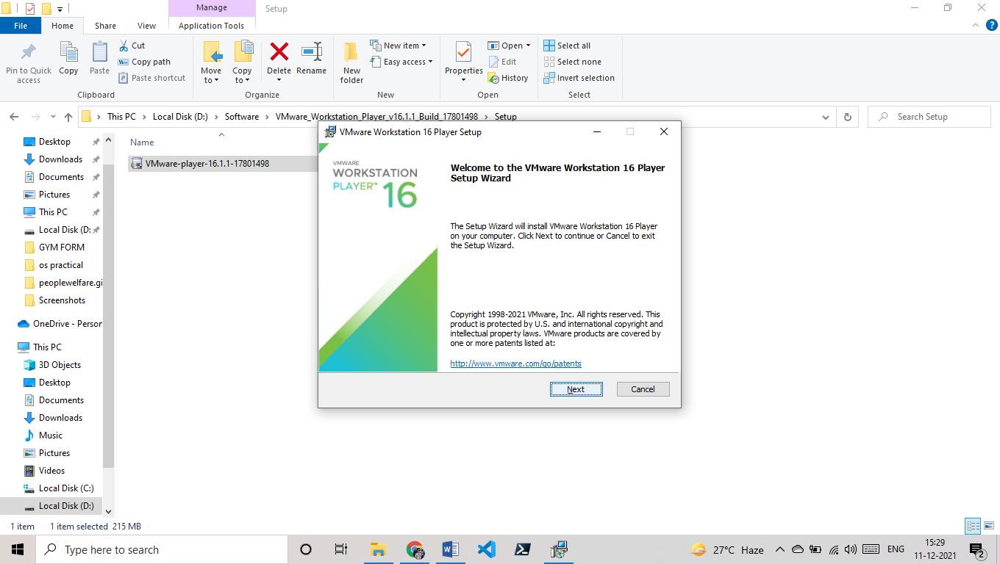 Manage
Setup
File
Home
Share
View
Application Tools
Pin to Quick
access
Copy
Paste
Cut
Copy path
Paste shortcut
Clipboard
Move
to
Copy
to
Delete
Rename
Organize
New
folder
New item
Easy access
New
Properties
Open
Edit
History
Open
Select all
Select none
Invert selection
Select
This PC
Local Disk (D:)
Software
VMware_Workstation_Player_v16.1.1_Build_17801498
Setup
Search Setup
Desktop
Downloads
Documents
Pictures
This PC
Local Disk (D:
GYM FORM
os practical
peoplewelfare.gi
Screenshots
OneDrive - Person
This PC
3D Objects
Desktop
Documents
Downloads
Music
Pictures
Videos
Local Disk (C:)
Local Disk (D:)
Name
VMware-player-16.1.1-17801498
VMware Workstation 16 Player Setup
VMWARE
WORKSTATION
PLAYER™ 16
Welcome to the VMware Workstation 16 Player
Setup Wizard
The Setup Wizard will install VMware Workstation 16 Player
on your computer. Click Next to continue or Cancel to exit
the Setup Wizard.
Copyright 1998-2021 VMware, Inc. All rights reserved. This
product is protected by U.S. and international copyright and
intellectual property laws. VMware products are covered by
one or more patents listed at:
http://www.vmware.com/go/patents
Next
Cancel
1 item
1 item selected 215 MB
Type here to search
27°C Haze
ENG
15:29
11-12-2021
2